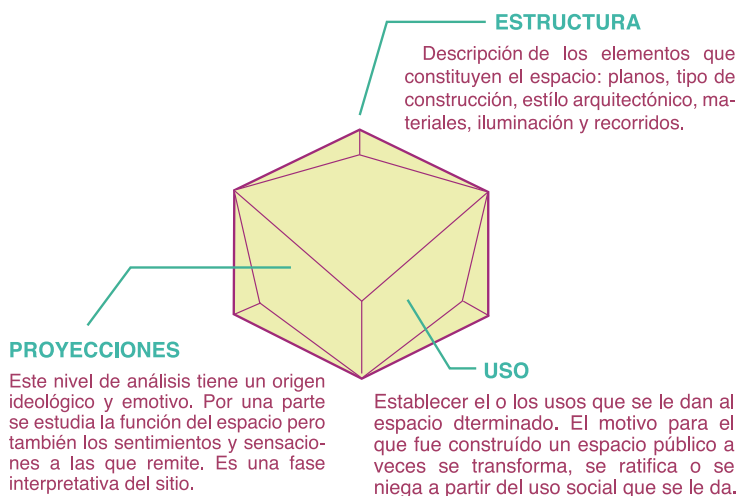 ESTRUCTURA
Descripción de los elementos que
constituyen el espacio: planos, tipo de
construcción, estílo arquitectónico, ma-
teriales, iluminación y recorridos.
PROYECCIONES
Este nivel de análisis tiene un origen
ideológico y emotivo. Por una parte
se estudia la función del espacio pero
también los sentimientos y sensacio-
nes a las que remite. Es una fase
interpretativa del sitio.
USO
Establecer el o los usos que se le dan al
espacio dterminado. El motivo para el
que fue construído un espacio público a
veces se transforma, se ratifica o se
niega a partir del uso social que se le da.